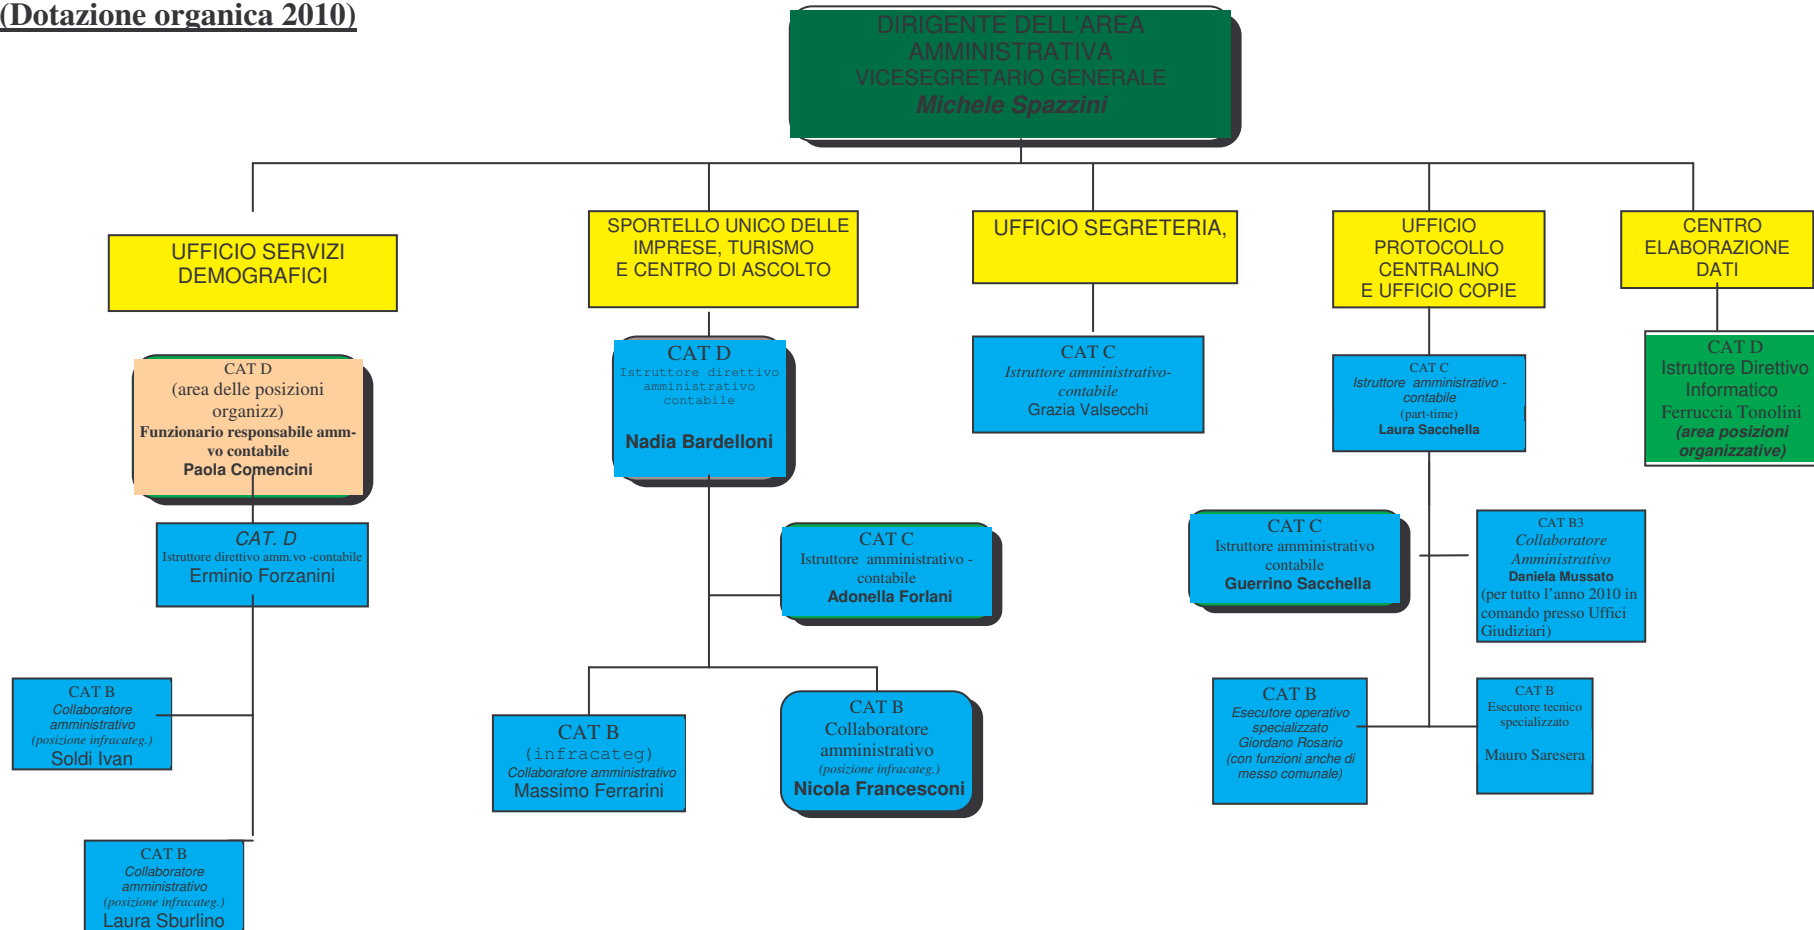 (Dotazione organica 2010)
DIRIGENTE DELL'AREA
AMMINISTRATIVA
VICESEGRETARIO GENERALE
Michele Spazzini
UFFICIO SERVIZI
DEMOGRAFICI
SPORTELLO UNICO DELLE
IMPRESE, TURISMO
E CENTRO DI ASCOLTO
UFFICIO SEGRETERIA,
UFFICIO
PROTOCOLLO
CENTRALINO
E UFFICIO COPIE
CENTRO
ELABORAZIONE
DATI
CAT D
(area delle posizioni
organizz)
Funzionario responsabile amm-
vo contabile
Paola Comencini
CAT. D
Istruttore direttivo amm.vo -contabile
Erminio Forzanini
CAT B
Collaboratore
amministrativo
(posizione infracateg.)
Soldi Ivan
CAT B
Collaboratore
amministrativo
(posizione infracateg.)
Laura Sburlino
CAT D
Istruttore direttivo
amministrativo
contabile
Nadia Bardelloni
CAT C
Istruttore  amministrativo -
contabile
Adonella Forlani
CAT B
(infracateg)
Collaboratore amministrativo
Massimo Ferrarini
CAT B
Collaboratore
amministrativo
(posizione infracateg.)
Nicola Francesconi
CAT C
Istruttore amministrativo-
contabile
Grazia Valsecchi
CAT C
Istruttore  amministrativo -
contabile
(part-time)
Laura Sacchella
CAT C
Istruttore amministrativo
contabile
Guerrino Sacchella
CAT B3
Collaboratore
Amministrativo
Daniela Mussato
(per tutto l'anno 2010 in
comando presso Uffici
Giudiziari)
CAT B
Esecutore operativo
specializzato
Giordano Rosario
(con funzioni anche di
messo comunale)
CAT B
Esecutore tecnico
specializzato
Mauro Saresera
CAT D
Istruttore Direttivo
Informatico
Ferruccia Tonolini
(area posizioni
organizzative)